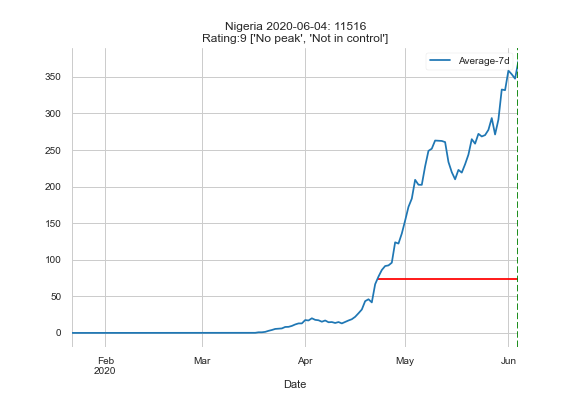 Nigeria 2020-06-04: 11516
Rating:9 ['No peak', 'Not in control']
Average-7d
350
300
250
200
150
100
50
0
Feb Mar Apr May Jun
2020
Date